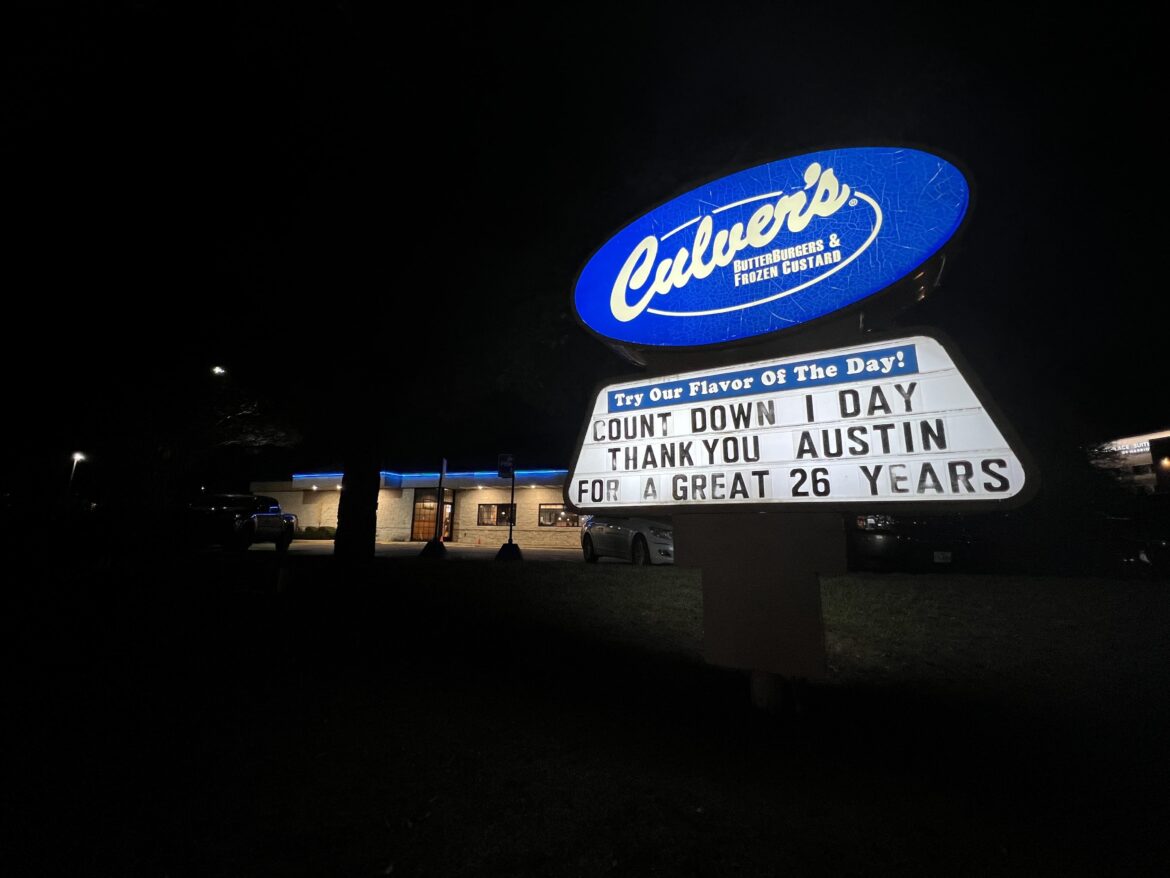 Culver's®
BUTTERBURGERS &
FROZEN CUSTARD
Try Our Flavor Of The Day!
COUNT DOWN 1 DAY
THANK YOU AUSTIN
FOR A GREAT 26 YEARS